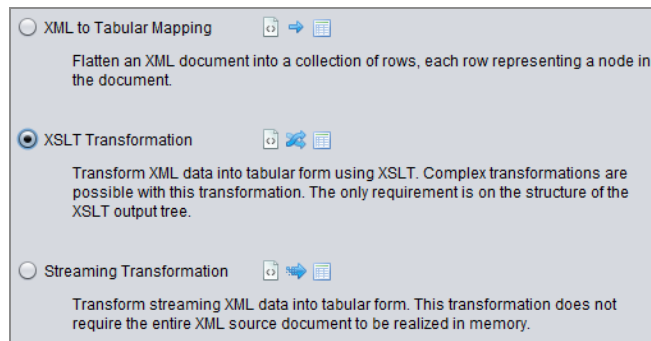 XML to Tabular Mapping
Flatten an XML document into a collection of rows, each row representing a node in
the document.
XSLT Transformation
Transform XML data into tabular form using XSLT. Complex transformations are
possible with this transformation. The only requirement is on the structure of the
XSLT output tree.
Streaming Transformation
Transform streaming XML data into tabular form. This transformation does not
require the entire XML source document to be realized in memory.